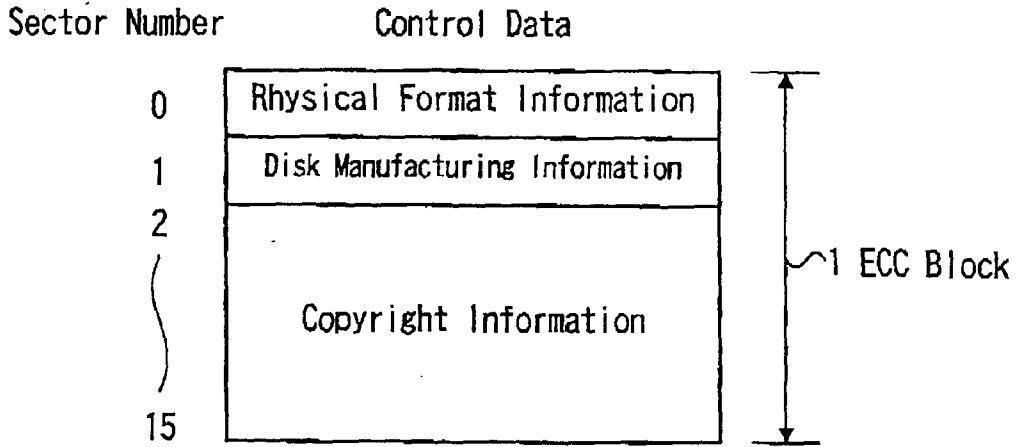 Sector Number Control Data
0 Rhysical Format Information
1 Disk Manufacturing Information
2
1 ECC Block
Copyright Information
15